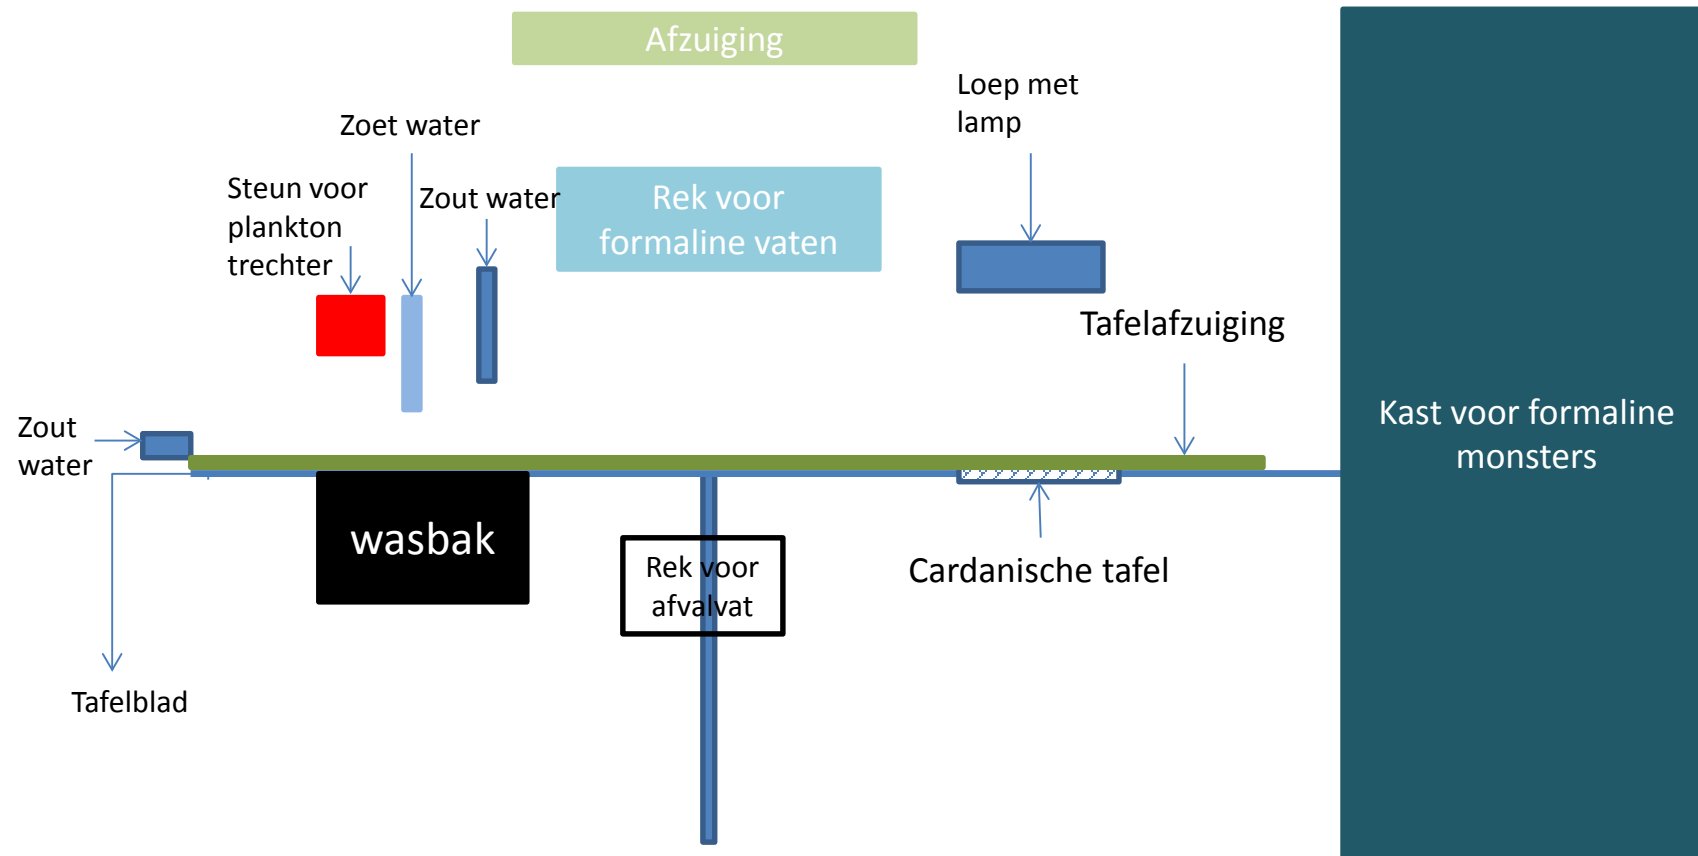 Afzuiging
Loep met
lamp
Zoet water
Steun voor
plankton
trechter
Zout water
Rek voor
formaline vaten
Tafelafzuiging
Kast voor formaline
monsters
Zout
water
wasbak
Rek voor
afvalvat
Cardanische tafel
Tafelblad